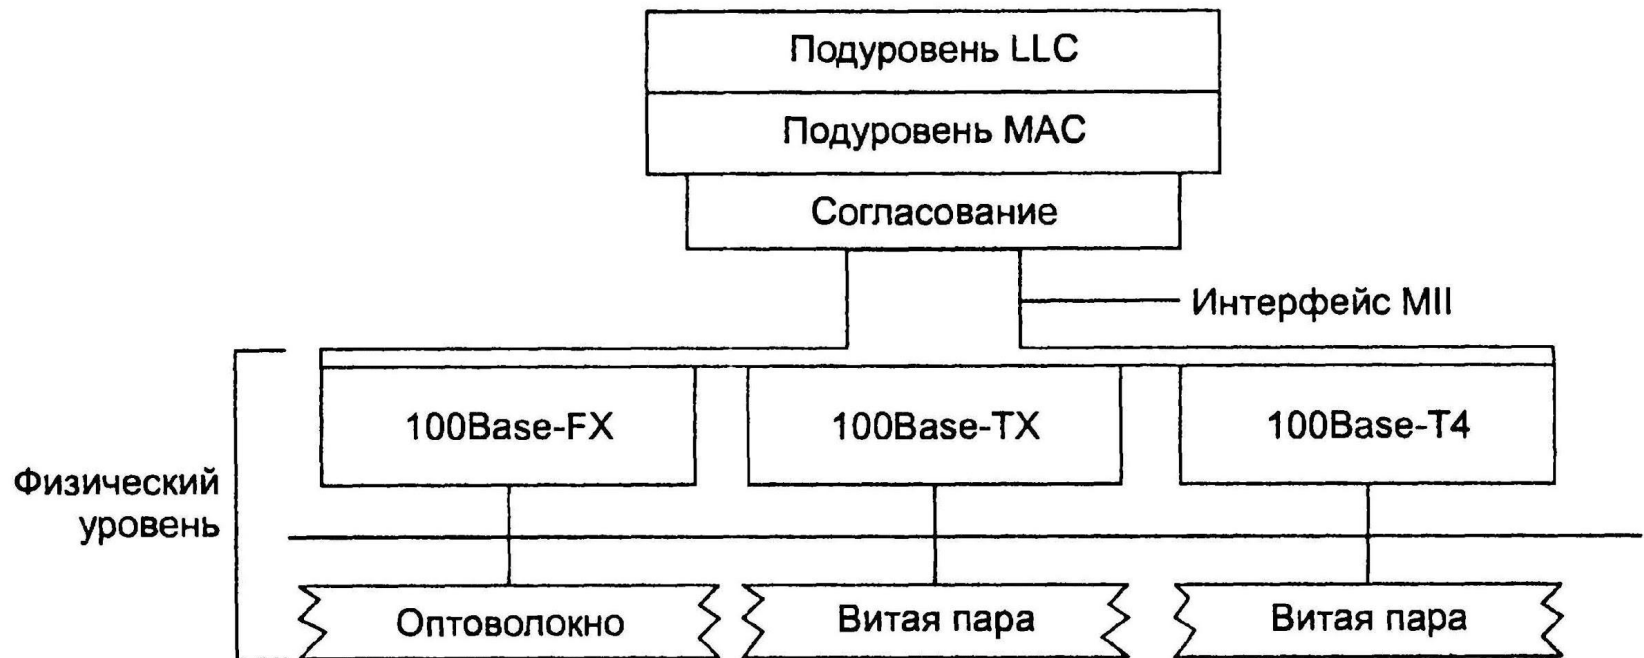 Подуровень LLC
Подуровень MAC
Согласование
Интерфейс MII
100Base-FX
100Base-TX
100Base-T4
Физический
уровень
Оптоволокно
Витая пара
Витая пара